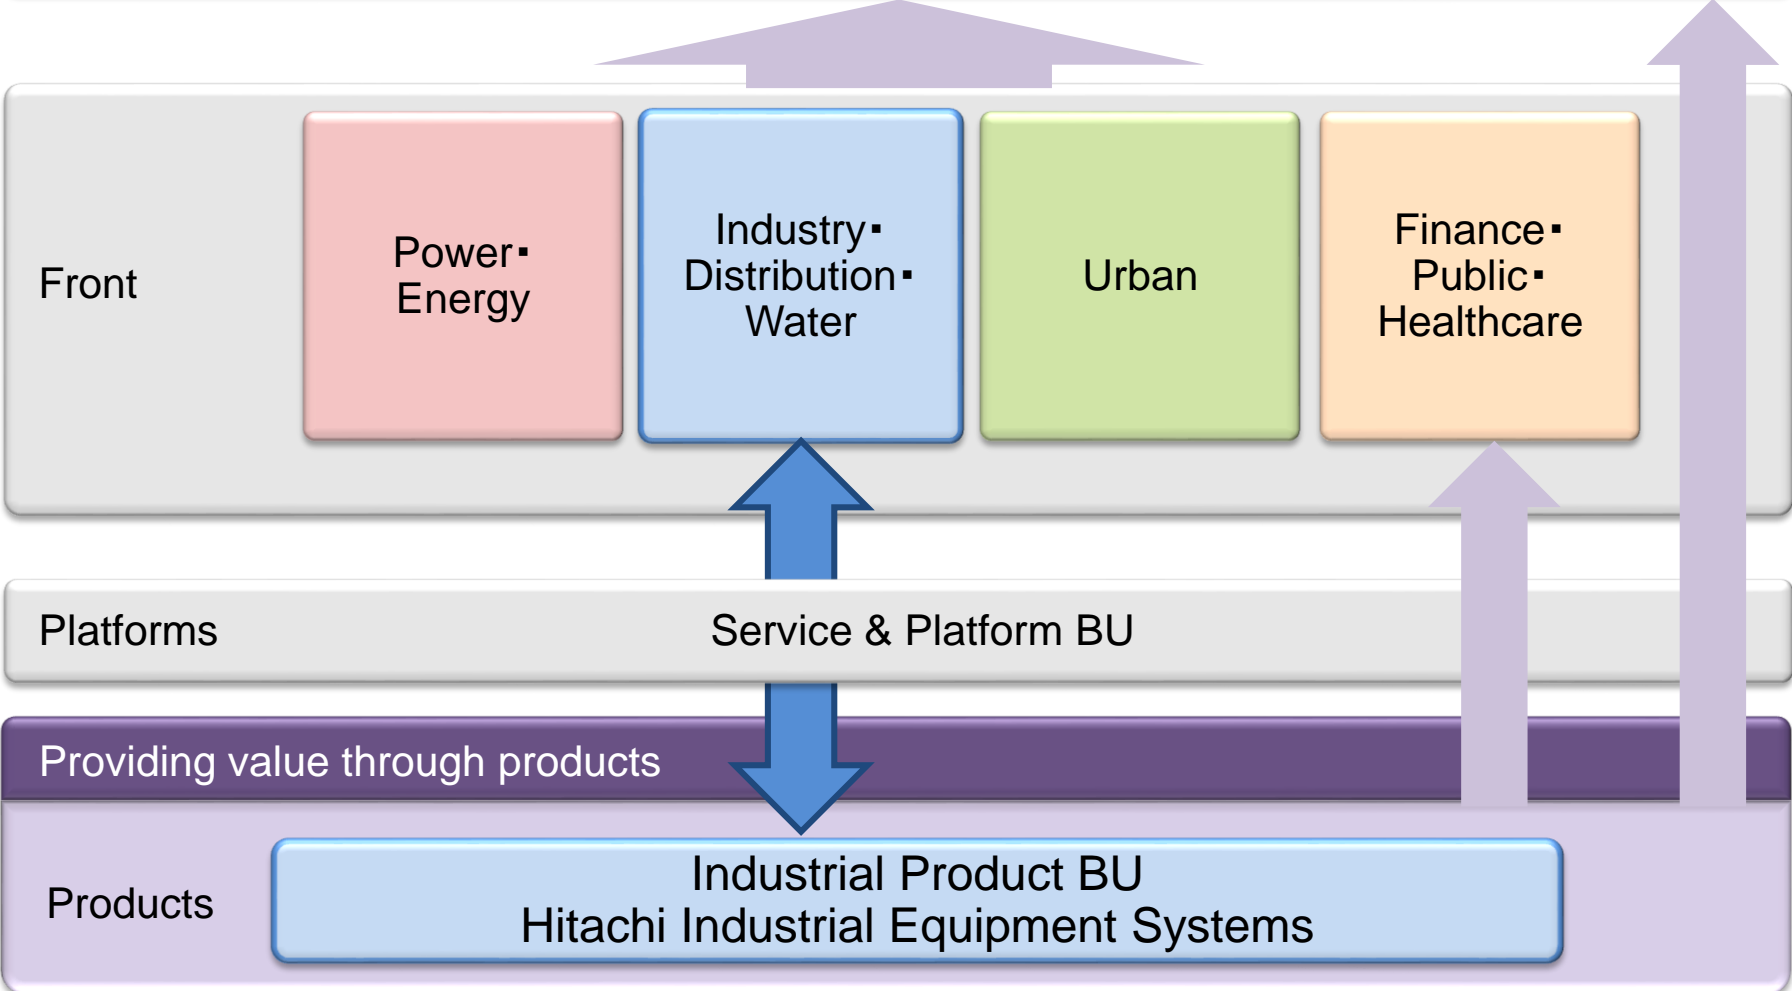 Front
Power▪
Energy
Industry▪
Distribution▪
Water
Urban
Finance▪
Public▪
Healthcare
Platforms
Service & Platform BU
Providing value through products
Products
Industrial Product BU
Hitachi Industrial Equipment Systems